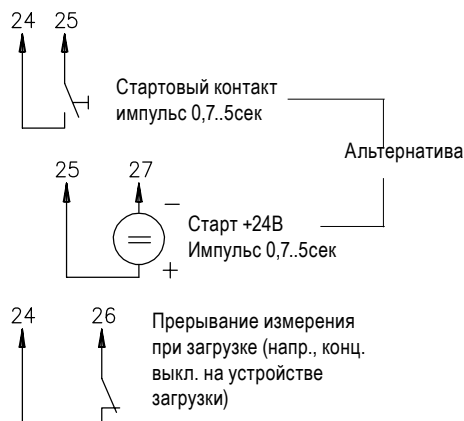 24 25
Стартовый контакт
импульс 0,7..5сек
Альтернатива
25 27
Старт +24В
Импульс 0,7..5сек
24 26
Прерывание измерения
при загрузке (напр., конц.
выкл. на устройстве
загрузки)